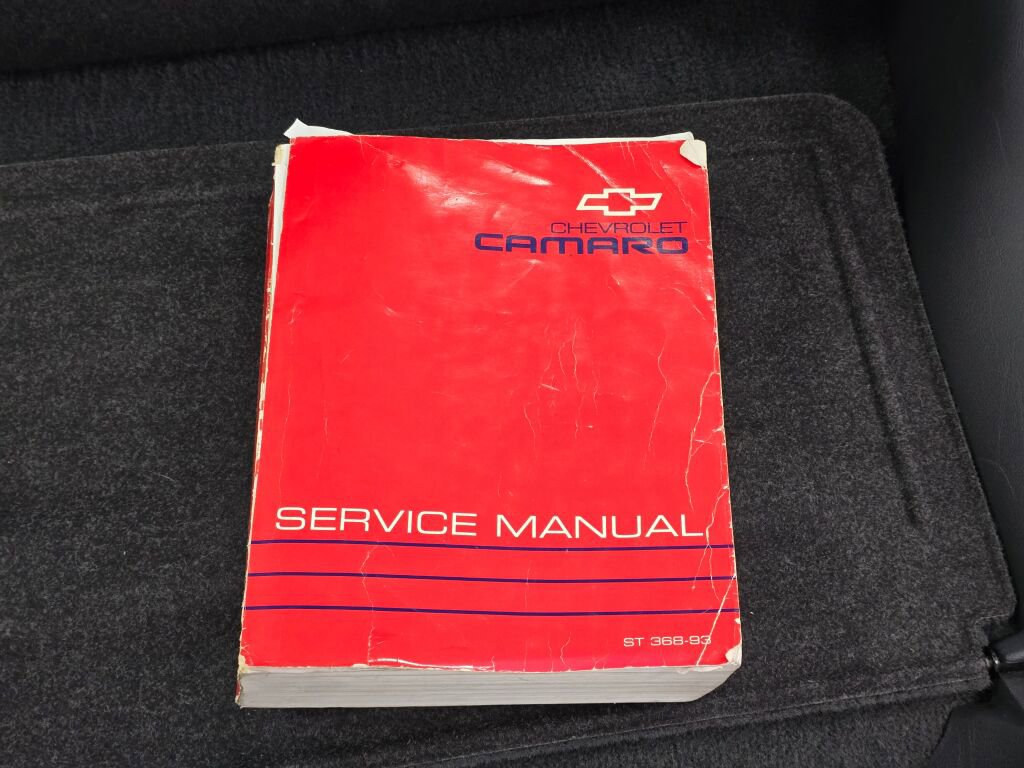 CHEVROLET
CAMARO
SERVICE MANUAL
ST 368-93